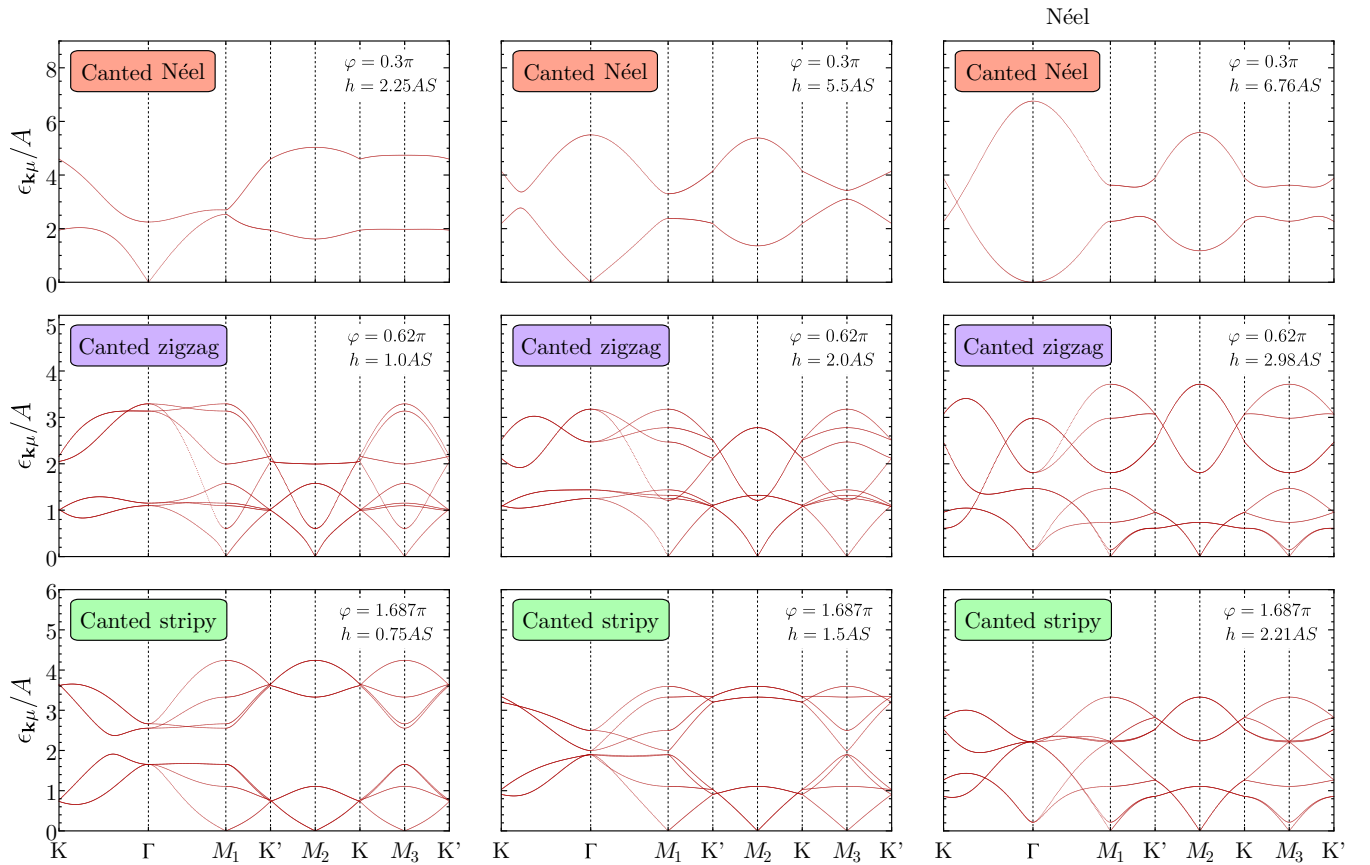 Néel
Canted Néel
φ = 0.3π
h = 2.25AS
Canted Néel
φ = 0.3π
h = 5.5AS
Canted Néel
φ = 0.3π
h = 6.76AS
ϵ𝐤μ/A
8
6
4
2
0
Canted zigzag
φ = 0.62π
h = 1.0AS
Canted zigzag
φ = 0.62π
h = 2.0AS
Canted zigzag
φ = 0.62π
h = 2.98AS
ϵ𝐤μ/A
5
4
3
2
1
0
Canted stripy
φ = 1.687π
h = 0.75AS
Canted stripy
φ = 1.687π
h = 1.5AS
Canted stripy
φ = 1.687π
h = 2.21AS
ϵ𝐤μ/A
6
5
4
3
2
1
0
K Γ M₁ K' M₂ K M₃ K'
K Γ M₁ K' M₂ K M₃ K'
K Γ M₁ K' M₂ K M₃ K'